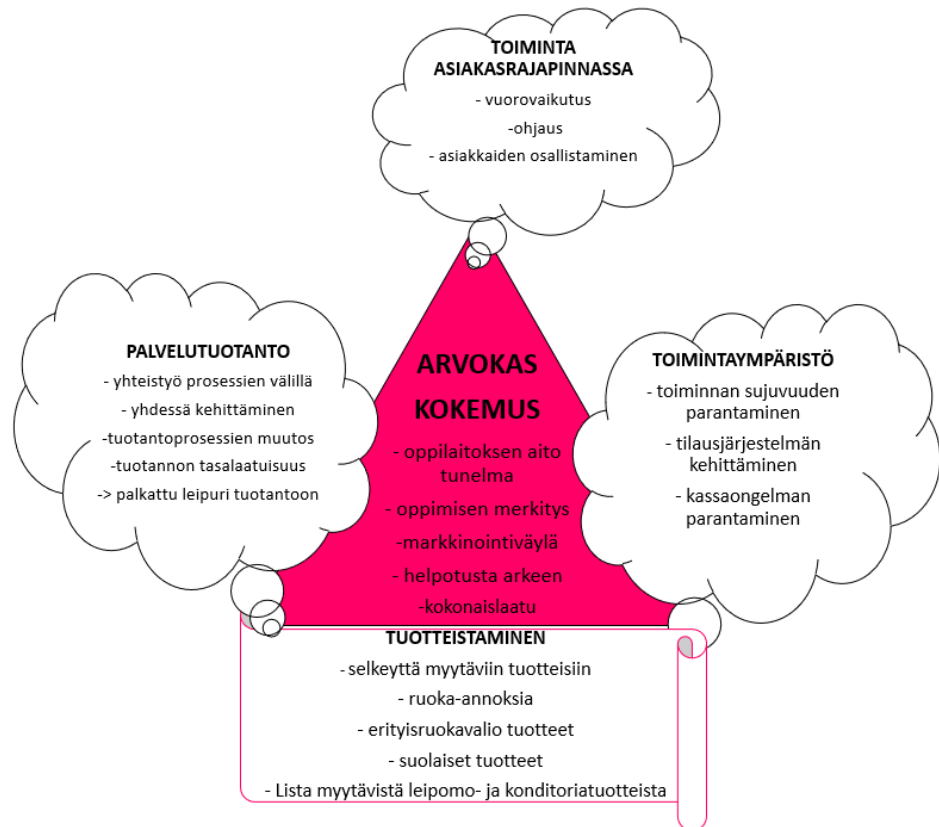 TOIMINTA
ASIAKASRAJAPINNASSA
- vuorovaikutus
-ohjaus
- asiakkaiden osallistaminen
PALVELUTUOTANTO
- yhteistyö prosessien välillä
- yhdessä kehittäminen
-tuotantoprosessien muutos
-tuotannon tasalaatuisuus
-> palkattu leipuri tuotantoon
ARVOKAS
KOKEMUS
- oppilaitoksen aito
tunnelma
- oppimisen merkitys
-markkinointiväylä
- helpotusta arkeen
-kokonaislaatu
TOIMINTAYMPÄRISTÖ
- toiminnan sujuvuuden
parantaminen
- tilausjärjestelmän
kehittäminen
- kassaongelman
parantaminen
TUOTTEISTAMINEN
- selkeyttä myytäviin tuotteisiin
- ruoka-annoksia
- erityisruokavalio tuotteet
- suolaiset tuotteet
- Lista myytävistä leipomo- ja konditoriatuotteista